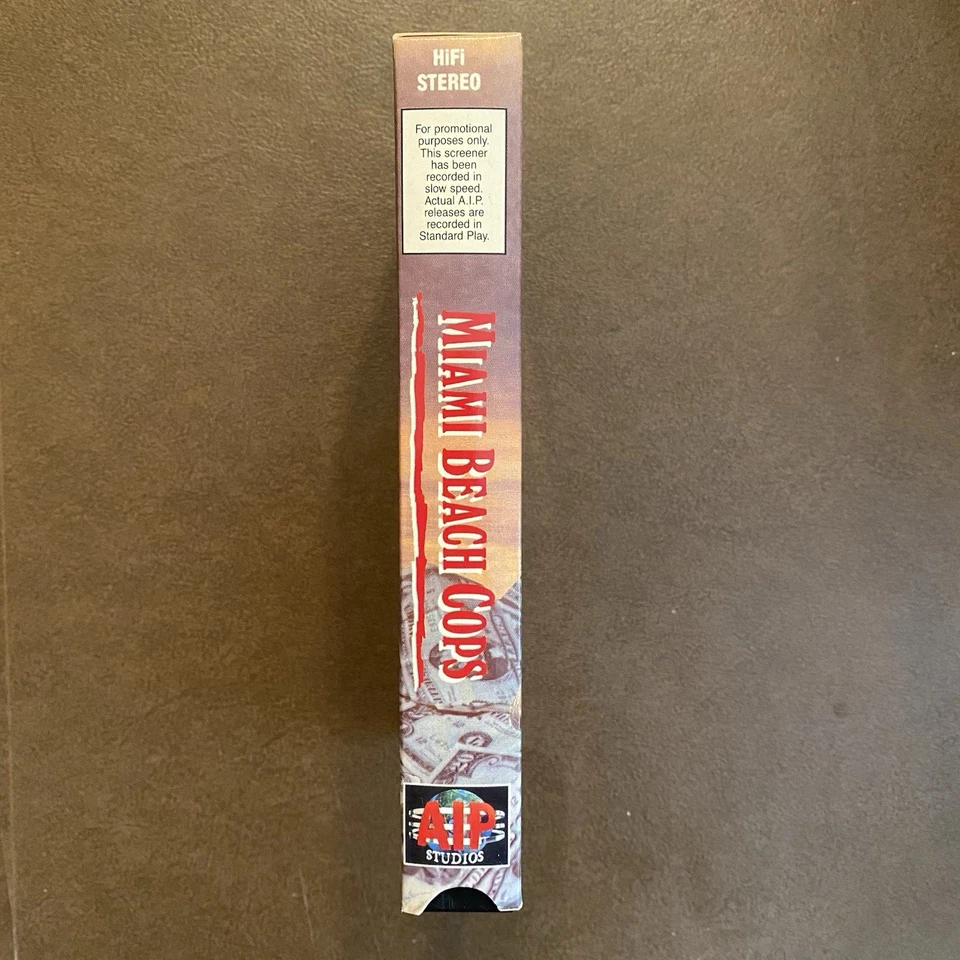 HiFi
STEREO
For promotional
purposes only.
This screener
has been
recorded in
slow speed.
Actual A.I.P.
releases are
recorded in
Standard Play.
MIAMI BEACH COPS
AIP
STUDIOS